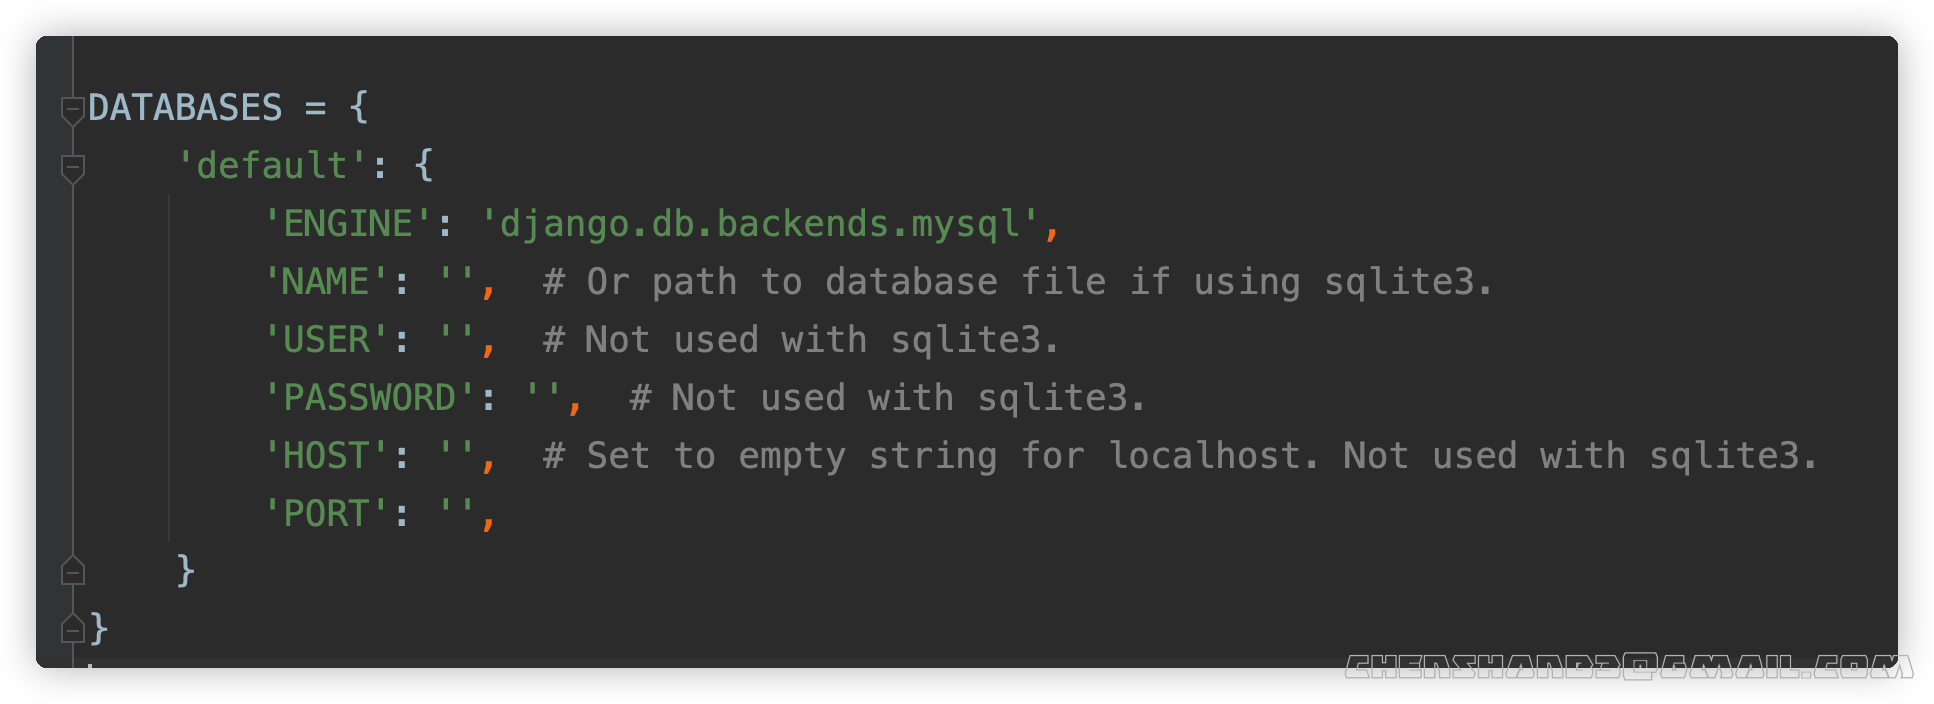 DATABASES = {
    'default': {
        'ENGINE': 'django.db.backends.mysql',
        'NAME': '',  # Or path to database file if using sqlite3.
        'USER': '',  # Not used with sqlite3.
        'PASSWORD': '',  # Not used with sqlite3.
        'HOST': '',  # Set to empty string for localhost. Not used with sqlite3.
        'PORT': '',
    }
}
CHENSHANB3@GMAIL.COM